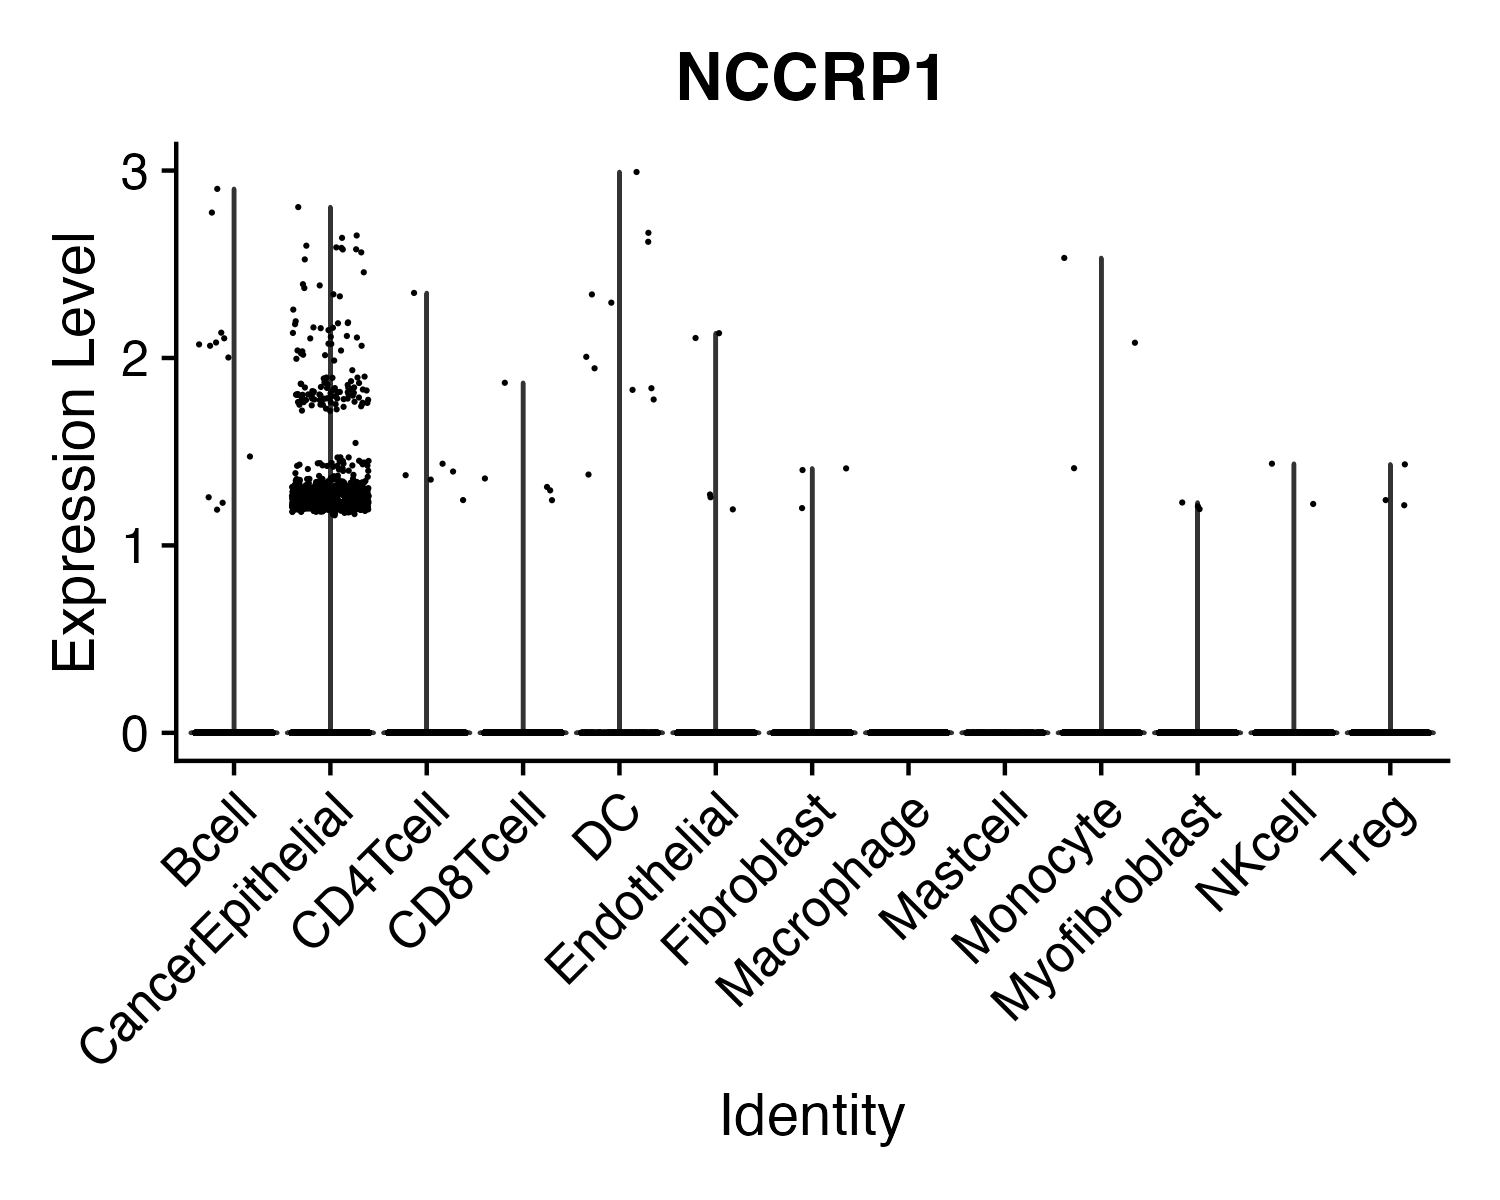 NCCRP1
Expression Level
3
2
1
0
Bcell
CancerEpithelial
CD4Tcell
CD8Tcell
DC
Endothelial
Fibroblast
Macrophage
Mastcell
Monocyte
Myofibroblast
NKcell
Treg
Identity